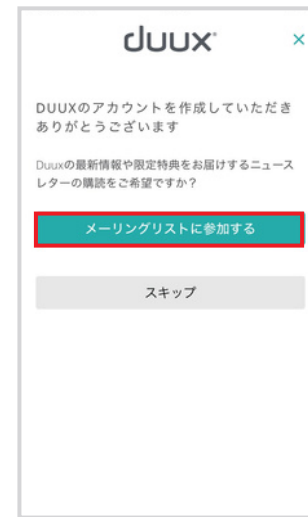 duux
×
DUUXのアカウントを作成していただき
ありがとうございます
Duuxの最新情報や限定特典をお届けするニュース
レターの購読をご希望ですか？
メーリングリストに参加する
スキップ